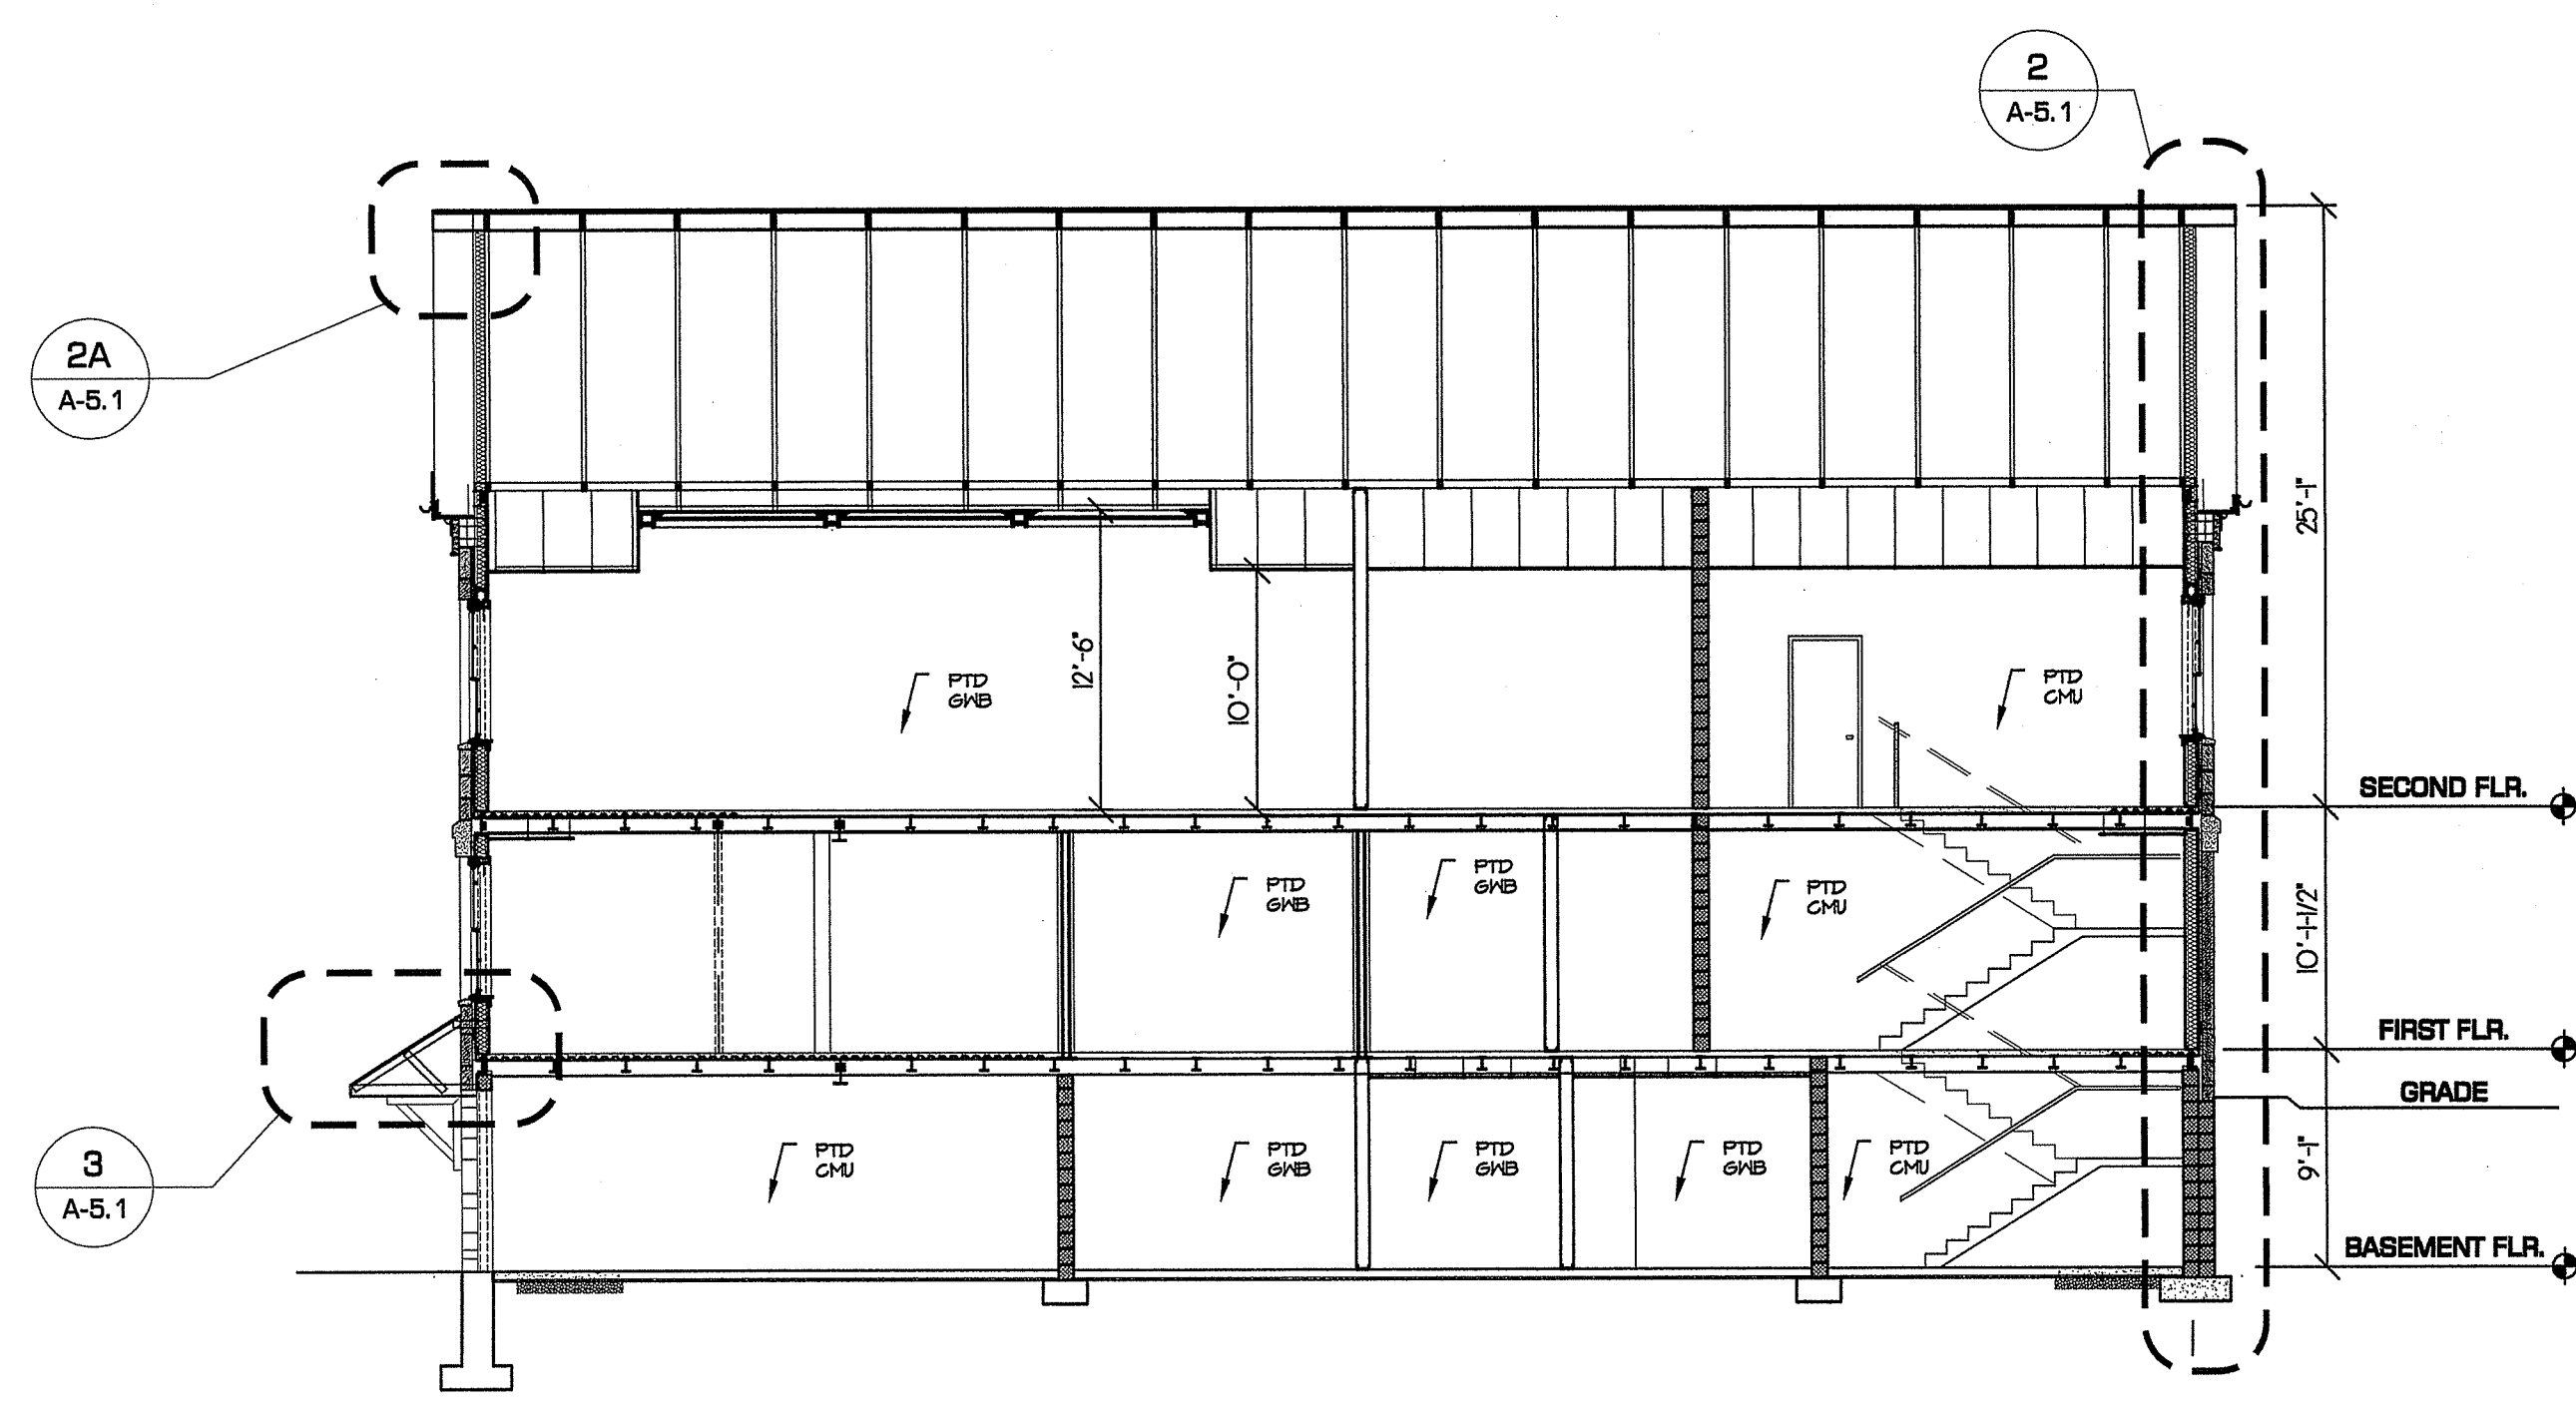 2
A-5.1
2A
A-5.1
25'-1"
12'-6"
10'-0"
PTD
GWB
PTD
CMU
SECOND FLR.
PTD
GWB
PTD
GWB
PTD
CMU
10'-1-1/2"
FIRST FLR.
GRADE
3
A-5.1
PTD
CMU
PTD
GWB
PTD
GWB
PTD
GWB
PTD
CMU
9'-1"
BASEMENT FLR.